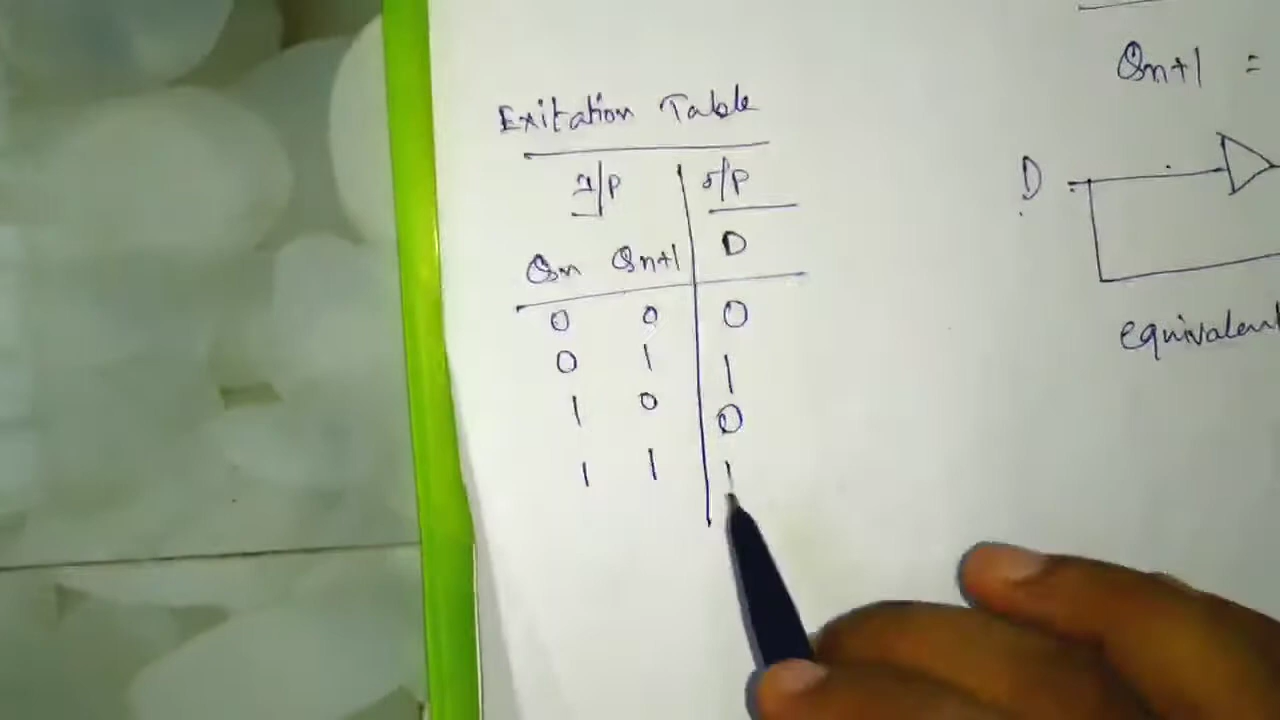 Exitation Table
I/P O/P
Qn Qn+1 D
0 0 0
0 1 1
1 0 0
1 1 1
Qn+1 =
D
equivalent